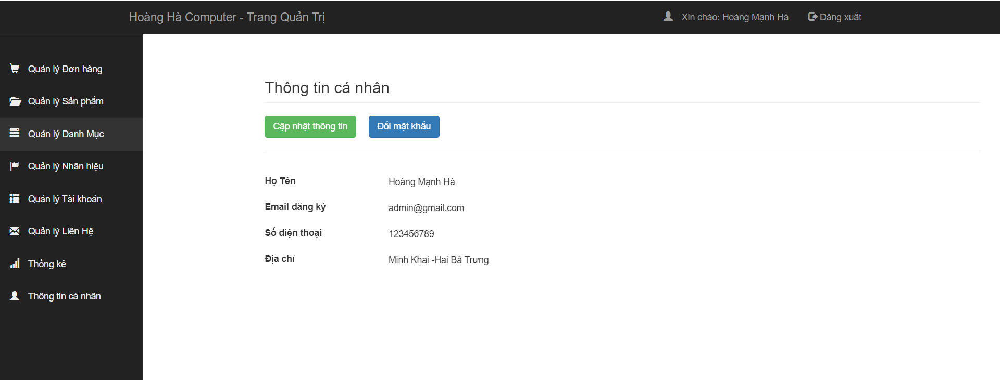 Hoàng Hà Computer - Trang Quản Trị
Xin chào: Hoàng Mạnh Hà
Đăng xuất
Quản lý Đơn hàng
Quản lý Sản phẩm
Quản lý Danh Mục
Quản lý Nhãn hiệu
Quản lý Tài khoản
Quản lý Liên Hệ
Thống kê
Thông tin cá nhân
Thông tin cá nhân
Cập nhật thông tin
Đổi mật khẩu
Họ Tên Hoàng Mạnh Hà
Email đăng ký admin@gmail.com
Số điện thoại 123456789
Địa chỉ Minh Khai -Hai Bà Trưng